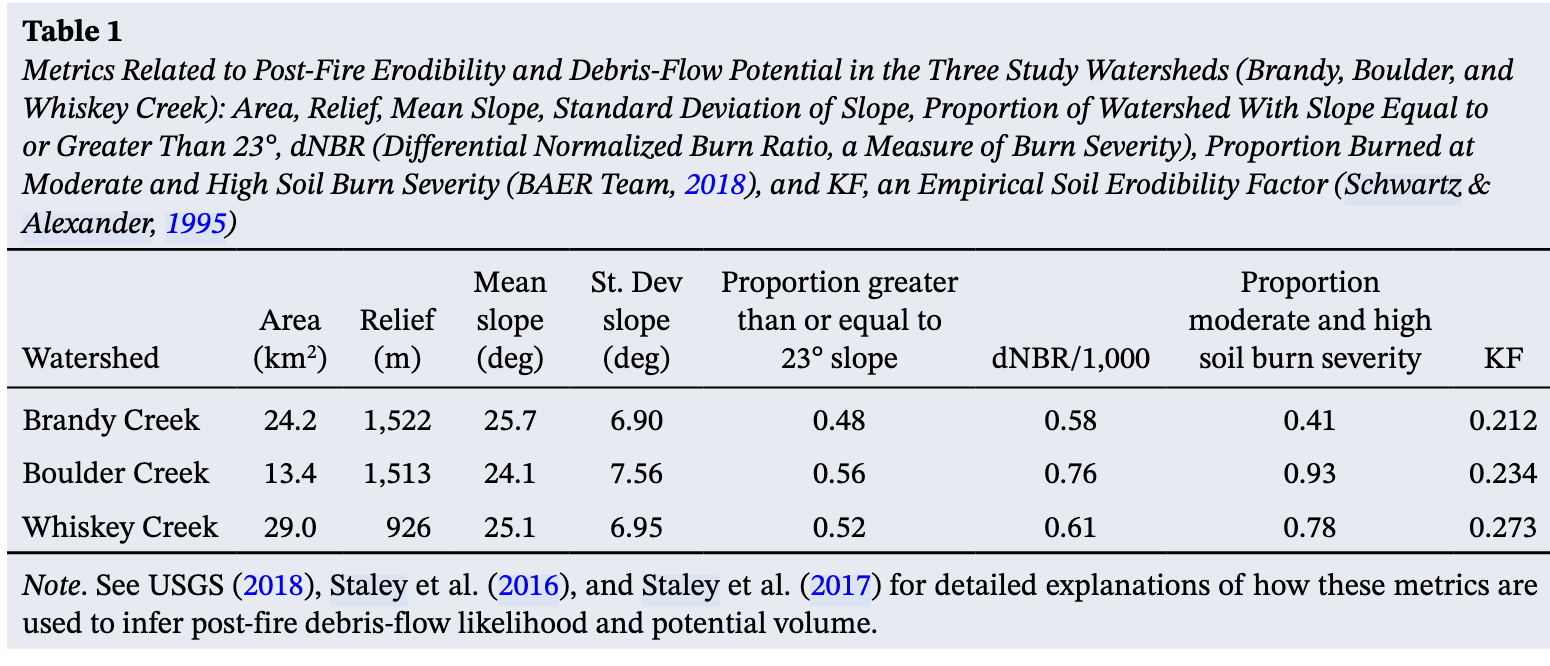 Table 1
Metrics Related to Post-Fire Erodibility and Debris-Flow Potential in the Three Study Watersheds (Brandy, Boulder, and
Whiskey Creek): Area, Relief, Mean Slope, Standard Deviation of Slope, Proportion of Watershed With Slope Equal to
or Greater Than 23°, dNBR (Differential Normalized Burn Ratio, a Measure of Burn Severity), Proportion Burned at
Moderate and High Soil Burn Severity (BAER Team, 2018), and KF, an Empirical Soil Erodibility Factor (Schwartz &
Alexander, 1995)
Watershed
Area
(km²)
Relief
(m)
Mean
slope
(deg)
St. Dev
slope
(deg)
Proportion greater
than or equal to
23° slope
dNBR/1,000
Proportion
moderate and high
soil burn severity
KF
Brandy Creek 24.2 1,522 25.7 6.90 0.48 0.58 0.41 0.212
Boulder Creek 13.4 1,513 24.1 7.56 0.56 0.76 0.93 0.234
Whiskey Creek 29.0 926 25.1 6.95 0.52 0.61 0.78 0.273
Note. See USGS (2018), Staley et al. (2016), and Staley et al. (2017) for detailed explanations of how these metrics are
used to infer post-fire debris-flow likelihood and potential volume.